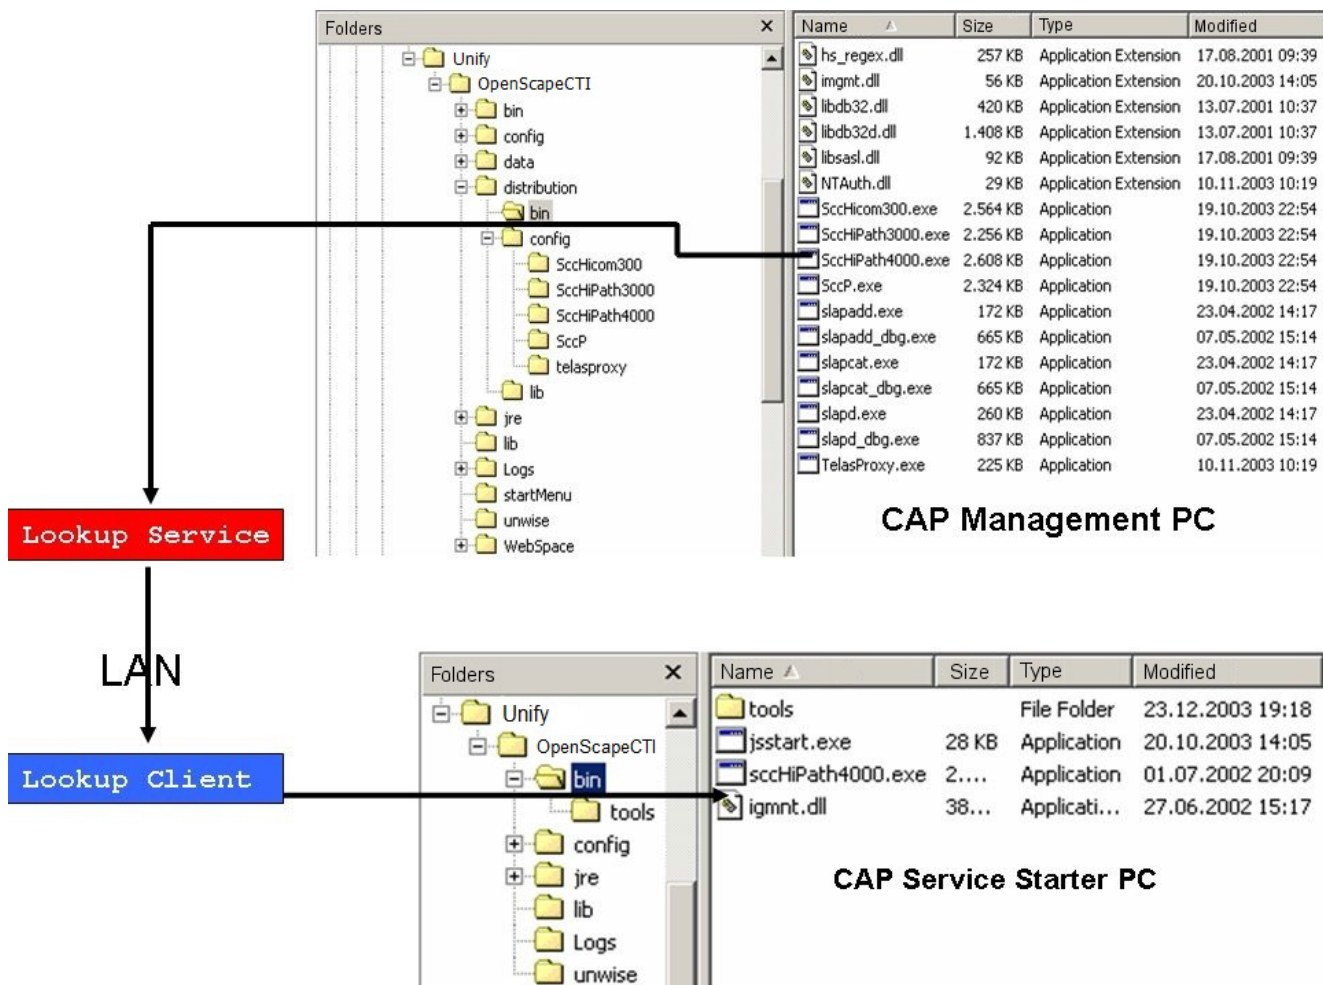 Folders
Unify
OpenScapeCTI
bin
config
data
distribution
bin
config
SccHicom300
SccHiPath3000
SccHiPath4000
SccP
telasproxy
lib
jre
lib
Logs
startMenu
unwise
WebSpace
Name Size Type Modified
hs_regex.dll 257 KB Application Extension 17.08.2001 09:39
imgmt.dll 56 KB Application Extension 20.10.2003 14:05
libdb32.dll 420 KB Application Extension 13.07.2001 10:37
libdb32d.dll 1.408 KB Application Extension 13.07.2001 10:37
libsasl.dll 92 KB Application Extension 17.08.2001 09:39
NTAuth.dll 29 KB Application Extension 10.11.2003 10:19
SccHicom300.exe 2.564 KB Application 19.10.2003 22:54
SccHiPath3000.exe 2.256 KB Application 19.10.2003 22:54
SccHiPath4000.exe 2.608 KB Application 19.10.2003 22:54
SccP.exe 2.324 KB Application 19.10.2003 22:54
slapadd.exe 172 KB Application 23.04.2002 14:17
slapadd_dbg.exe 665 KB Application 07.05.2002 15:14
slapcat.exe 172 KB Application 23.04.2002 14:17
slapcat_dbg.exe 665 KB Application 07.05.2002 15:14
slapd.exe 260 KB Application 23.04.2002 14:17
slapd_dbg.exe 837 KB Application 07.05.2002 15:14
TelasProxy.exe 225 KB Application 10.11.2003 10:19
CAP Management PC
Lookup Service
LAN
Lookup Client
Folders
Unify
OpenScapeCTI
bin
tools
config
jre
lib
Logs
unwise
Name Size Type Modified
tools File Folder 23.12.2003 19:18
jsstart.exe 28 KB Application 20.10.2003 14:05
sccHiPath4000.exe 2.... Application 01.07.2002 20:09
igmnt.dll 38... Applicati... 27.06.2002 15:17
CAP Service Starter PC